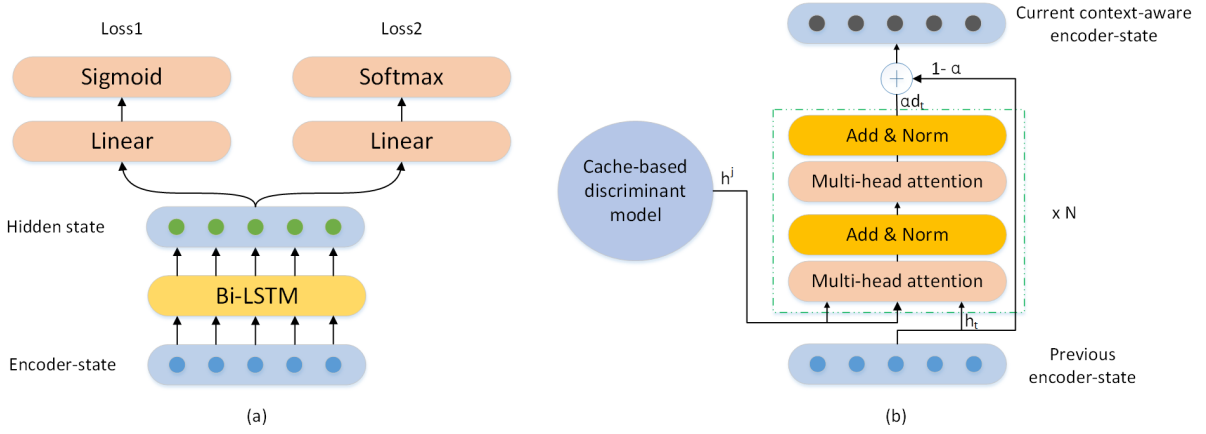 Loss1
Loss2
Sigmoid
Softmax
Linear
Linear
Hidden state
Bi-LSTM
Encoder-state
(a)
Current context-aware
encoder-state
1- α
+
αdₜ
Add & Norm
Cache-based
discriminant
model
hʲ
Multi-head attention
x N
Add & Norm
Multi-head attention
hₜ
Previous
encoder-state
(b)